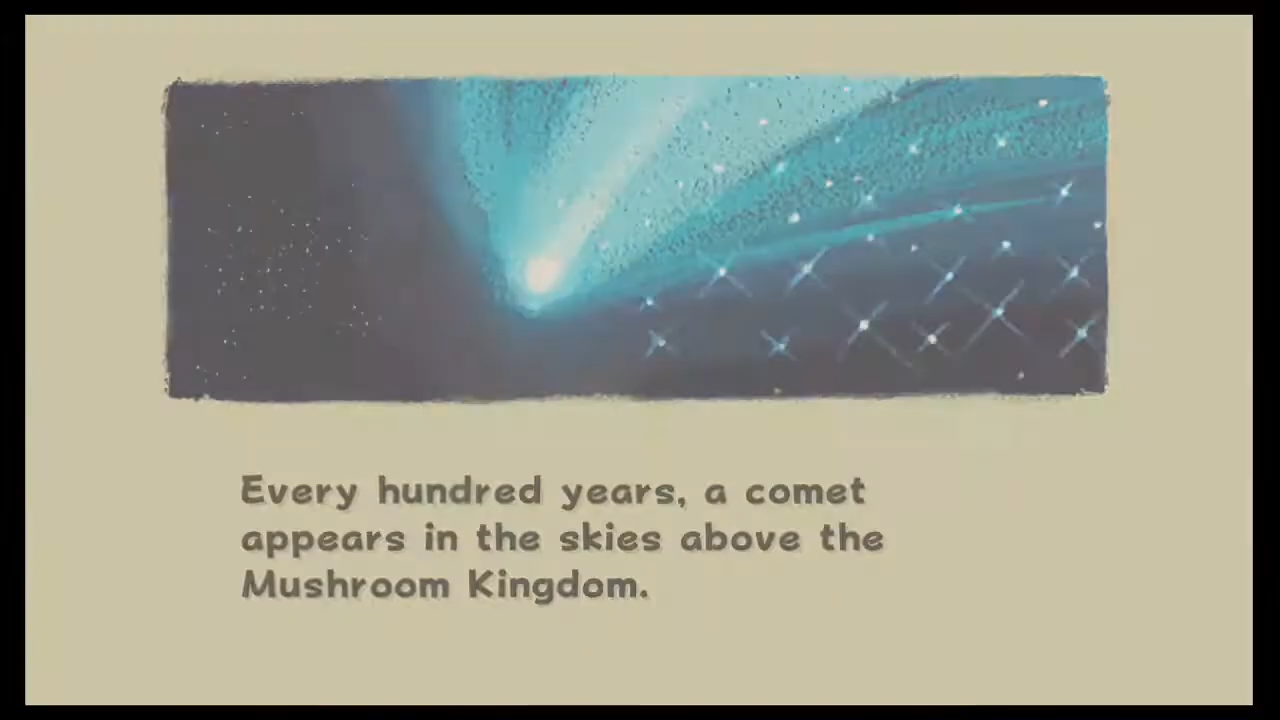 Every hundred years, a comet
appears in the skies above the
Mushroom Kingdom.